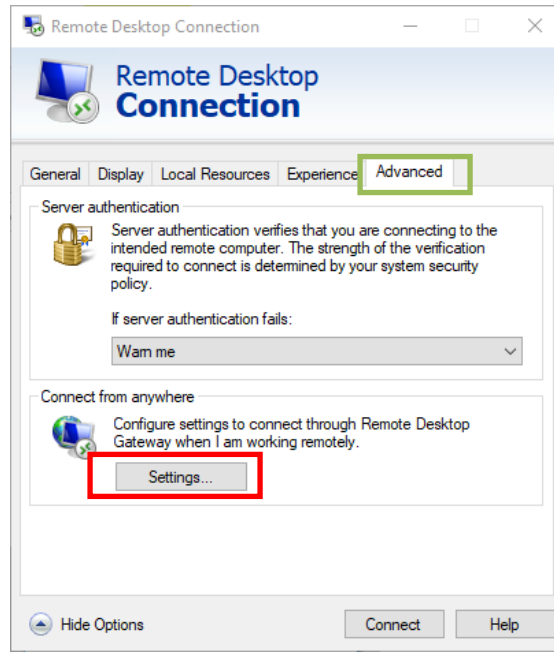 Remote Desktop Connection
Remote Desktop
Connection
General Display Local Resources Experience Advanced
Server authentication
Server authentication verifies that you are connecting to the
intended remote computer. The strength of the verification
required to connect is determined by your system security
policy.
If server authentication fails:
Warn me
Connect from anywhere
Configure settings to connect through Remote Desktop
Gateway when I am working remotely.
Settings...
Hide Options Connect Help